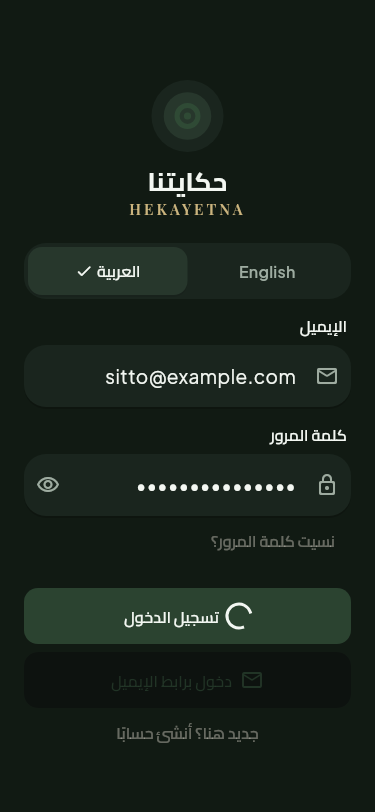 حكايتنا
HEKAYETNA
العربية English
الإيميل
sitto@example.com
كلمة المرور
•••••••••••••••
نسيت كلمة المرور؟
تسجيل الدخول
دخول برابط الإيميل
جديد هنا؟ أنشئ حسابًا